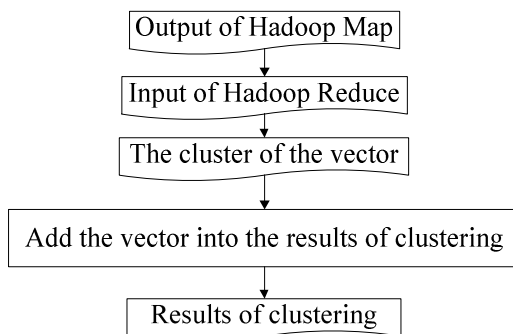 Output of Hadoop Map
Input of Hadoop Reduce
The cluster of the vector
Add the vector into the results of clustering
Results of clustering